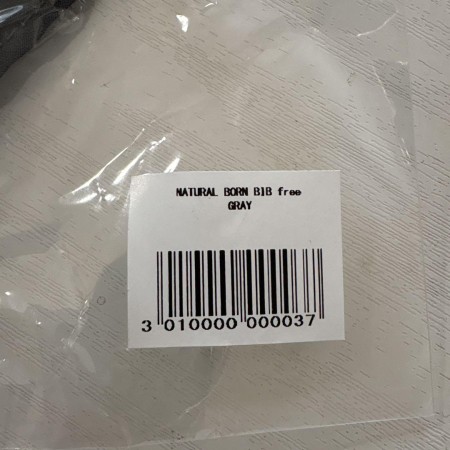 NATURAL BORN BIB free
GRAY
3 010000 000037